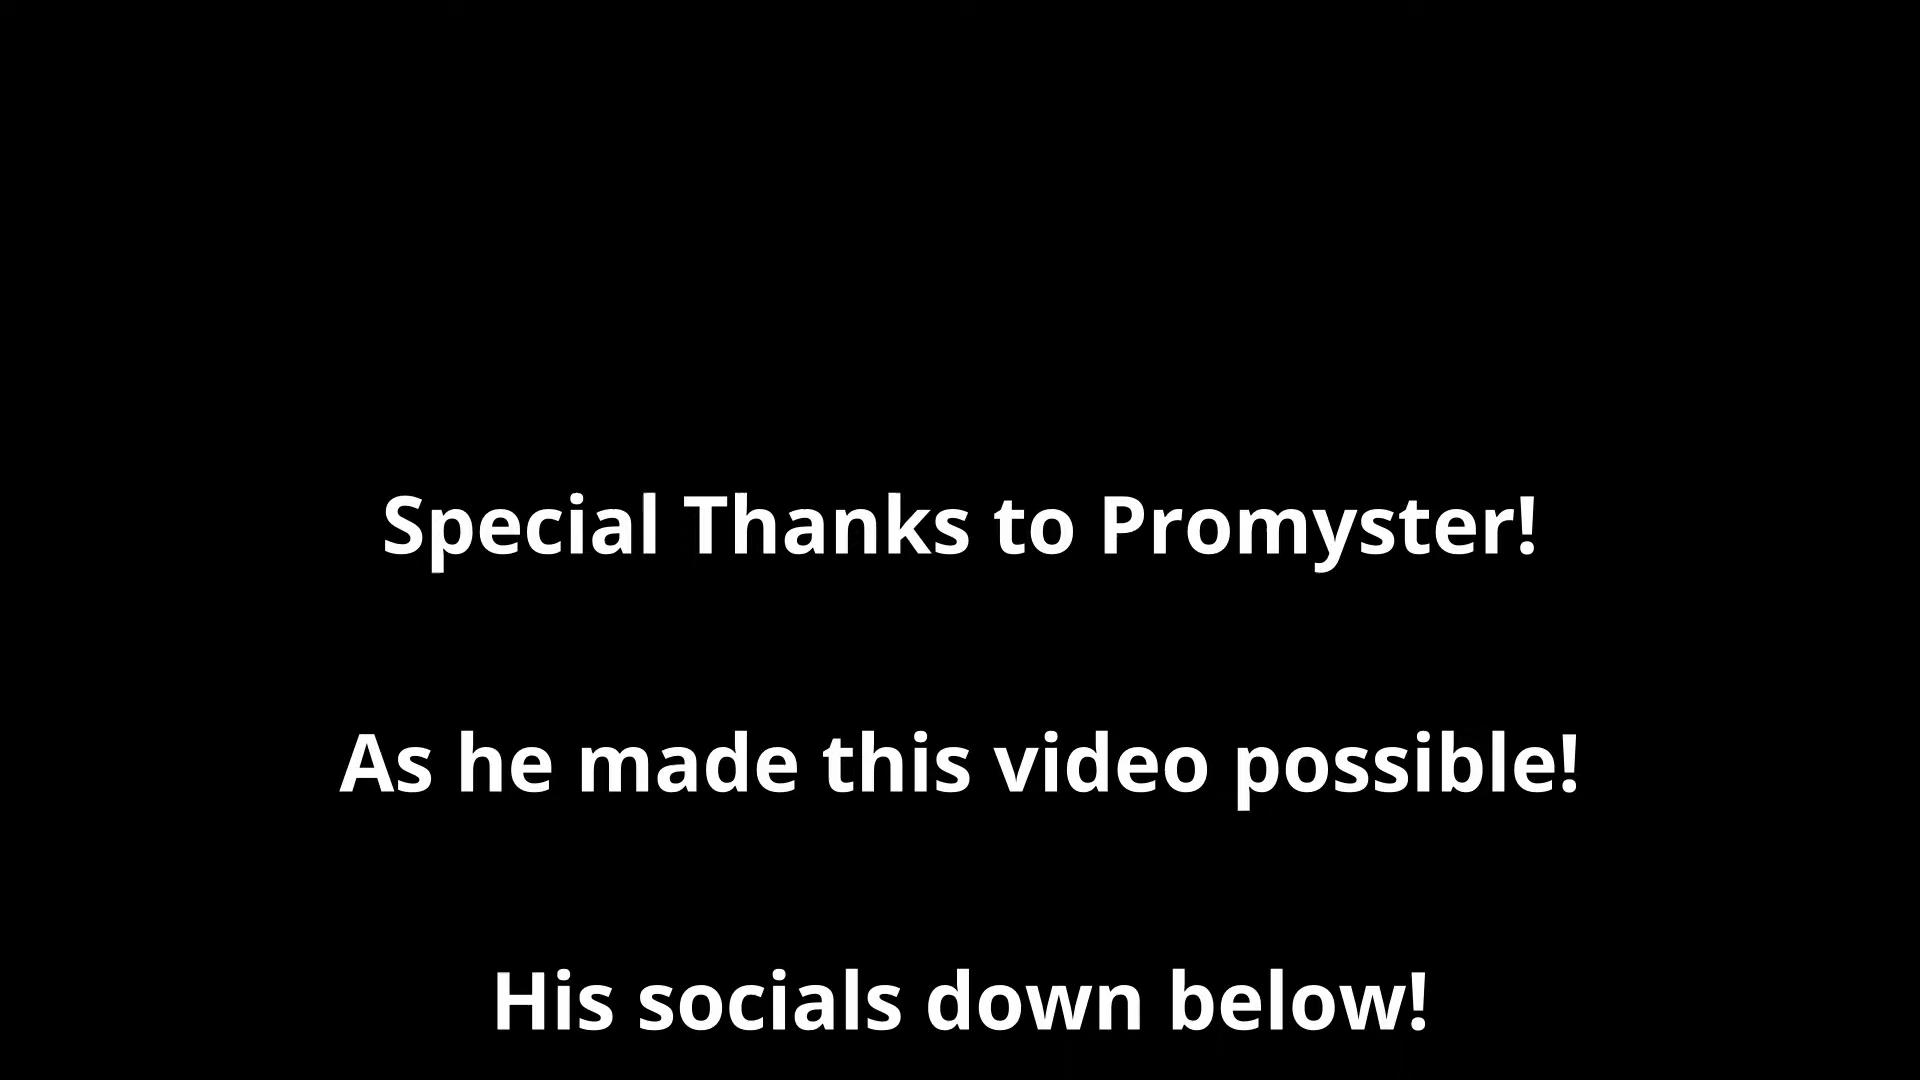 Special Thanks to Promyster!
As he made this video possible!
His socials down below!